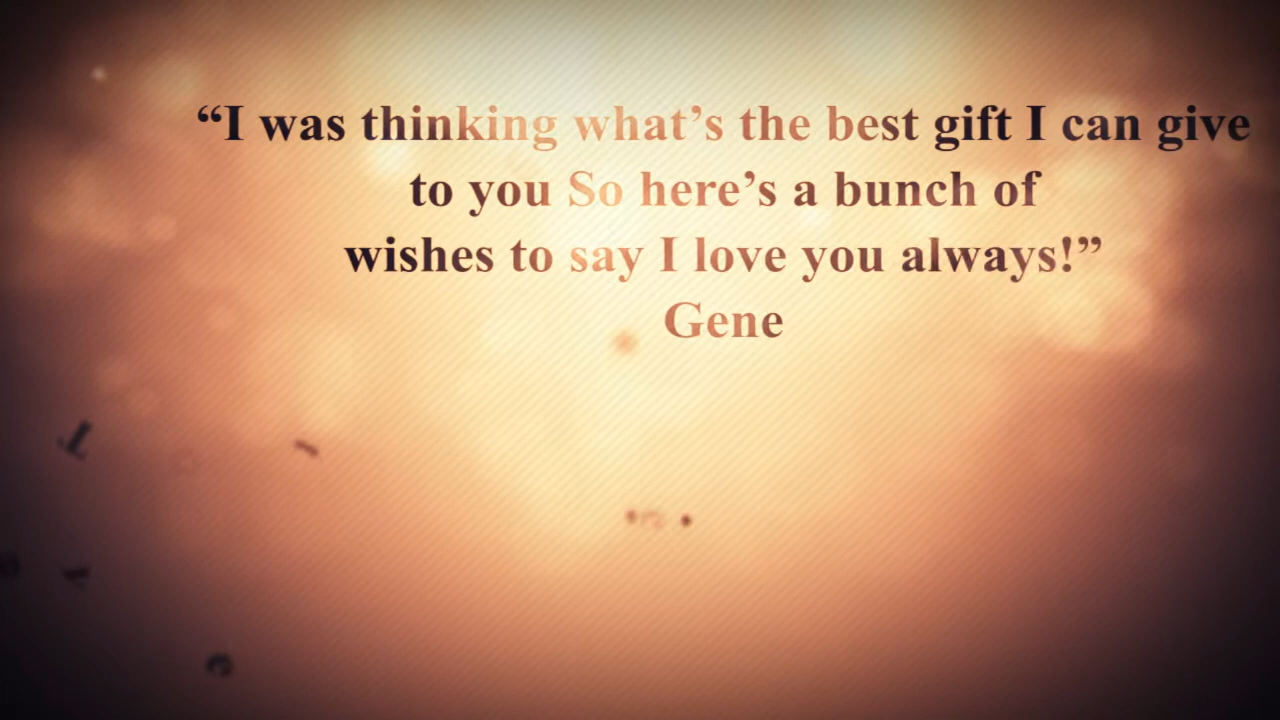 “I was thinking what’s the best gift I can give
to you So here’s a bunch of
wishes to say I love you always!”
Gene